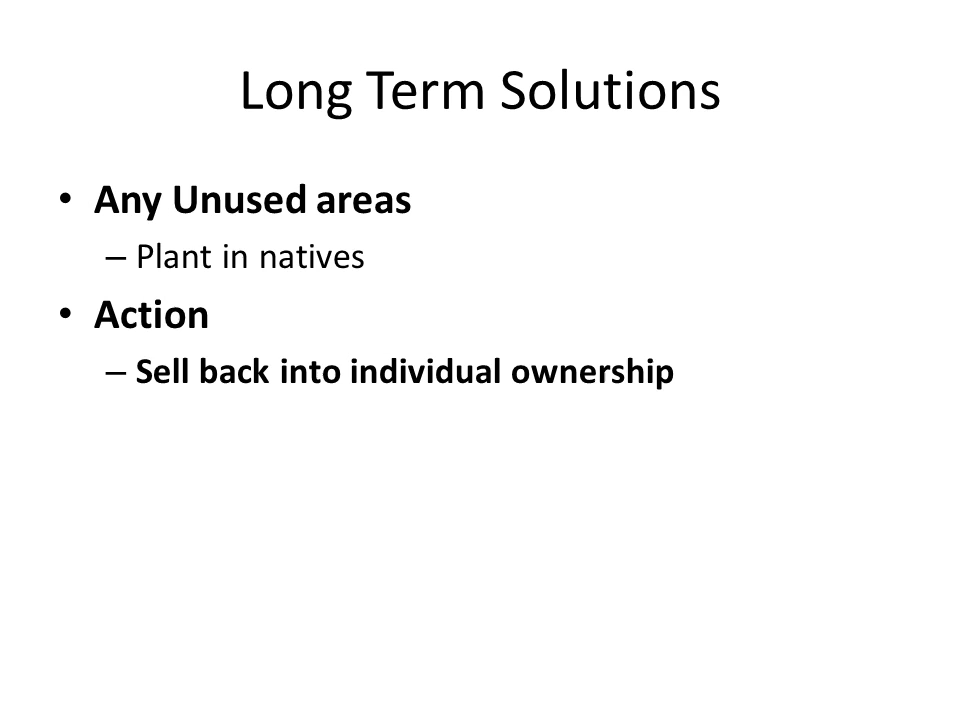 Long Term Solutions
• Any Unused areas
– Plant in natives
• Action
– Sell back into individual ownership